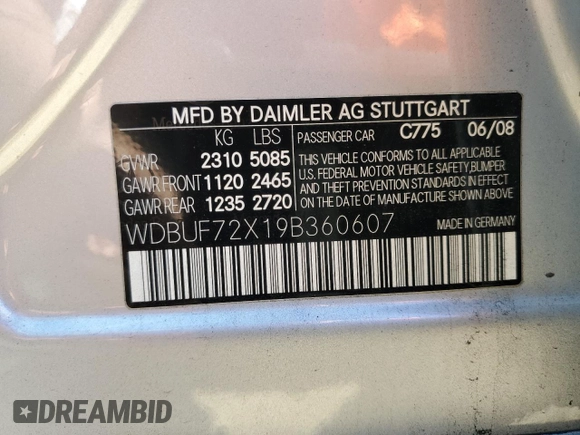 MFD BY DAIMLER AG STUTTGART
KG LBS PASSENGER CAR C775 06/08
GVWR 2310 5085
GAWR FRONT 1120 2465
GAWR REAR 1235 2720
THIS VEHICLE CONFORMS TO ALL APPLICABLE
U.S. FEDERAL MOTOR VEHICLE SAFETY, BUMPER
AND THEFT PREVENTION STANDARDS IN EFFECT
ON THE DATE OF MANUFACTURE SHOWN ABOVE.
WDBUF72X19B360607 MADE IN GERMANY
DREAMBID